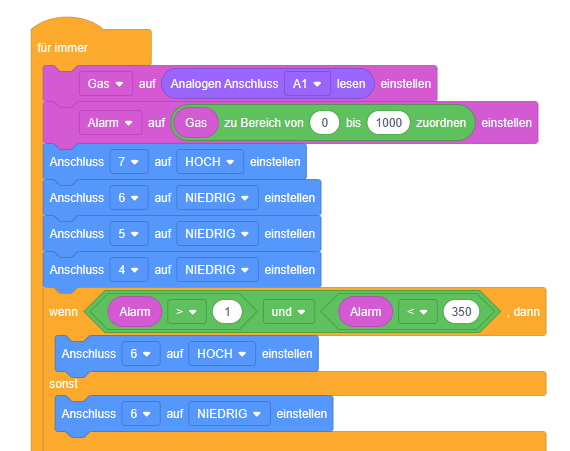 für immer
Gas auf Analogen Anschluss A1 lesen einstellen
Alarm auf Gas zu Bereich von 0 bis 1000 zuordnen einstellen
Anschluss 7 auf HOCH einstellen
Anschluss 6 auf NIEDRIG einstellen
Anschluss 5 auf NIEDRIG einstellen
Anschluss 4 auf NIEDRIG einstellen
wenn Alarm > 1 und Alarm < 350 , dann
Anschluss 6 auf HOCH einstellen
sonst
Anschluss 6 auf NIEDRIG einstellen